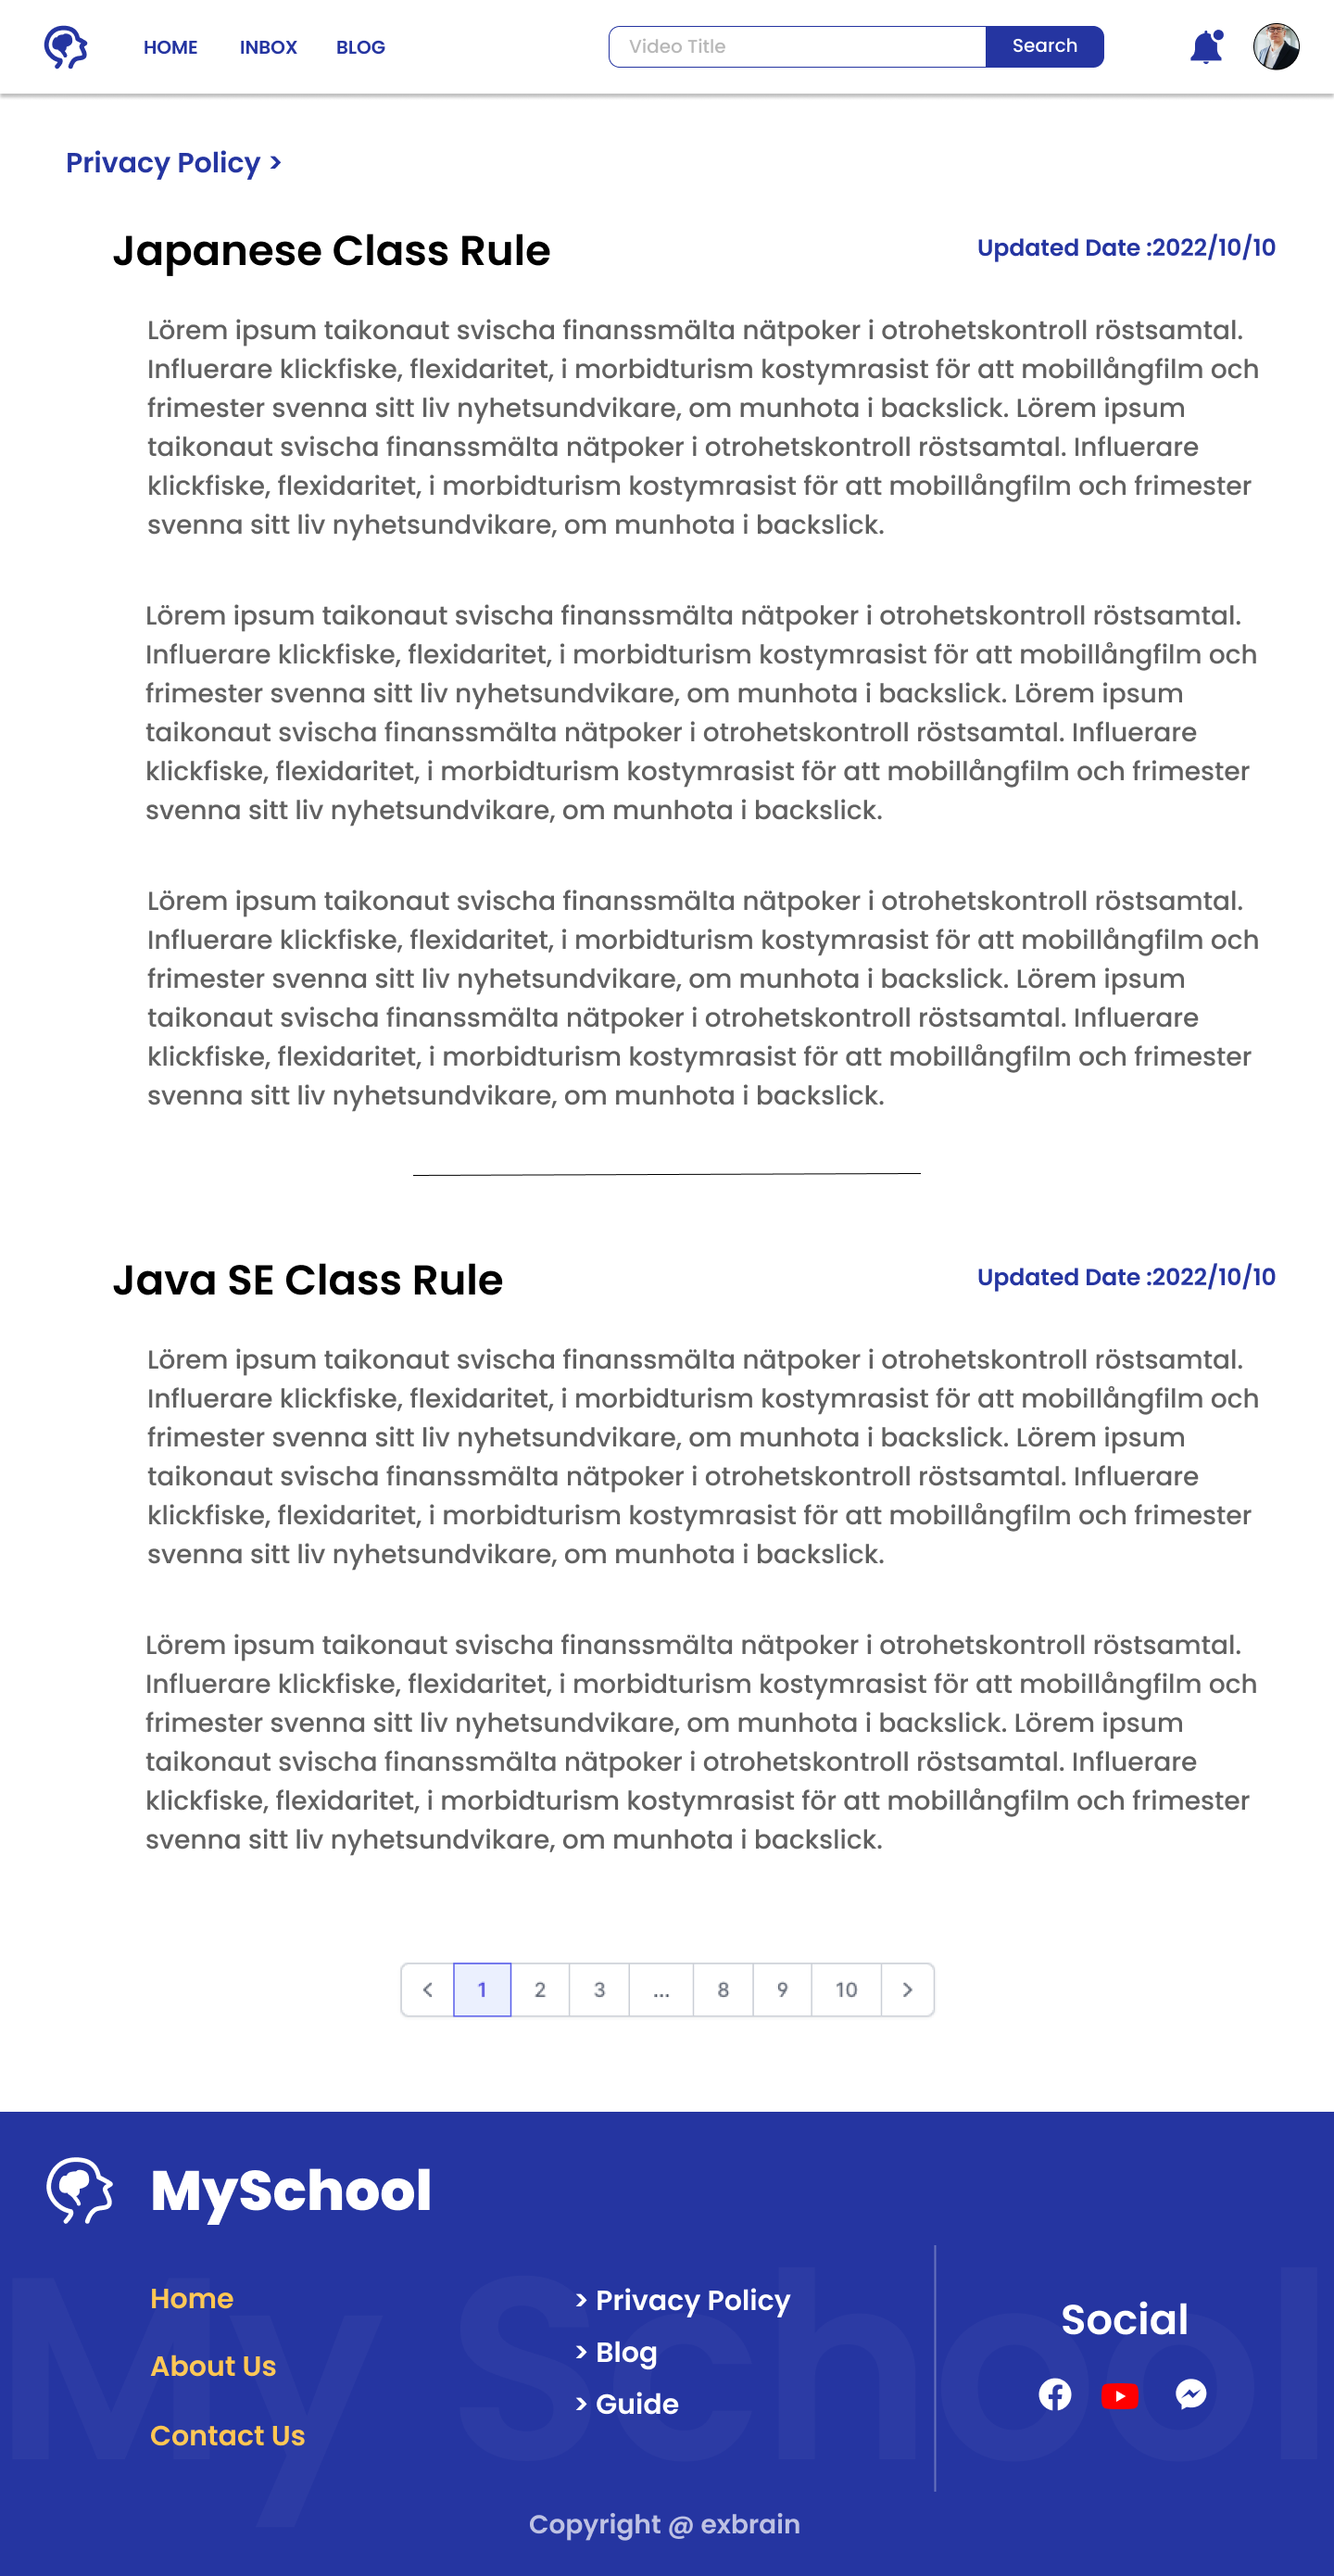 HOME INBOX BLOG Video Title Search
Privacy Policy >
Japanese Class Rule Updated Date :2022/10/10
Lörem ipsum taikonaut svischa finanssmälta nätpoker i otrohetskontroll röstsamtal.
Influerare klickfiske, flexidaritet, i morbidturism kostymrasist för att mobillångfilm och
frimester svenna sitt liv nyhetsundvikare, om munhota i backslick. Lörem ipsum
taikonaut svischa finanssmälta nätpoker i otrohetskontroll röstsamtal. Influerare
klickfiske, flexidaritet, i morbidturism kostymrasist för att mobillångfilm och frimester
svenna sitt liv nyhetsundvikare, om munhota i backslick.
Lörem ipsum taikonaut svischa finanssmälta nätpoker i otrohetskontroll röstsamtal.
Influerare klickfiske, flexidaritet, i morbidturism kostymrasist för att mobillångfilm och
frimester svenna sitt liv nyhetsundvikare, om munhota i backslick. Lörem ipsum
taikonaut svischa finanssmälta nätpoker i otrohetskontroll röstsamtal. Influerare
klickfiske, flexidaritet, i morbidturism kostymrasist för att mobillångfilm och frimester
svenna sitt liv nyhetsundvikare, om munhota i backslick.
Lörem ipsum taikonaut svischa finanssmälta nätpoker i otrohetskontroll röstsamtal.
Influerare klickfiske, flexidaritet, i morbidturism kostymrasist för att mobillångfilm och
frimester svenna sitt liv nyhetsundvikare, om munhota i backslick. Lörem ipsum
taikonaut svischa finanssmälta nätpoker i otrohetskontroll röstsamtal. Influerare
klickfiske, flexidaritet, i morbidturism kostymrasist för att mobillångfilm och frimester
svenna sitt liv nyhetsundvikare, om munhota i backslick.
Java SE Class Rule Updated Date :2022/10/10
Lörem ipsum taikonaut svischa finanssmälta nätpoker i otrohetskontroll röstsamtal.
Influerare klickfiske, flexidaritet, i morbidturism kostymrasist för att mobillångfilm och
frimester svenna sitt liv nyhetsundvikare, om munhota i backslick. Lörem ipsum
taikonaut svischa finanssmälta nätpoker i otrohetskontroll röstsamtal. Influerare
klickfiske, flexidaritet, i morbidturism kostymrasist för att mobillångfilm och frimester
svenna sitt liv nyhetsundvikare, om munhota i backslick.
Lörem ipsum taikonaut svischa finanssmälta nätpoker i otrohetskontroll röstsamtal.
Influerare klickfiske, flexidaritet, i morbidturism kostymrasist för att mobillångfilm och
frimester svenna sitt liv nyhetsundvikare, om munhota i backslick. Lörem ipsum
taikonaut svischa finanssmälta nätpoker i otrohetskontroll röstsamtal. Influerare
klickfiske, flexidaritet, i morbidturism kostymrasist för att mobillångfilm och frimester
svenna sitt liv nyhetsundvikare, om munhota i backslick.
< 1 2 3 ... 8 9 10 >
MySchool
My School
Home
About Us
Contact Us
> Privacy Policy
> Blog
> Guide
Social
Copyright @ exbrain